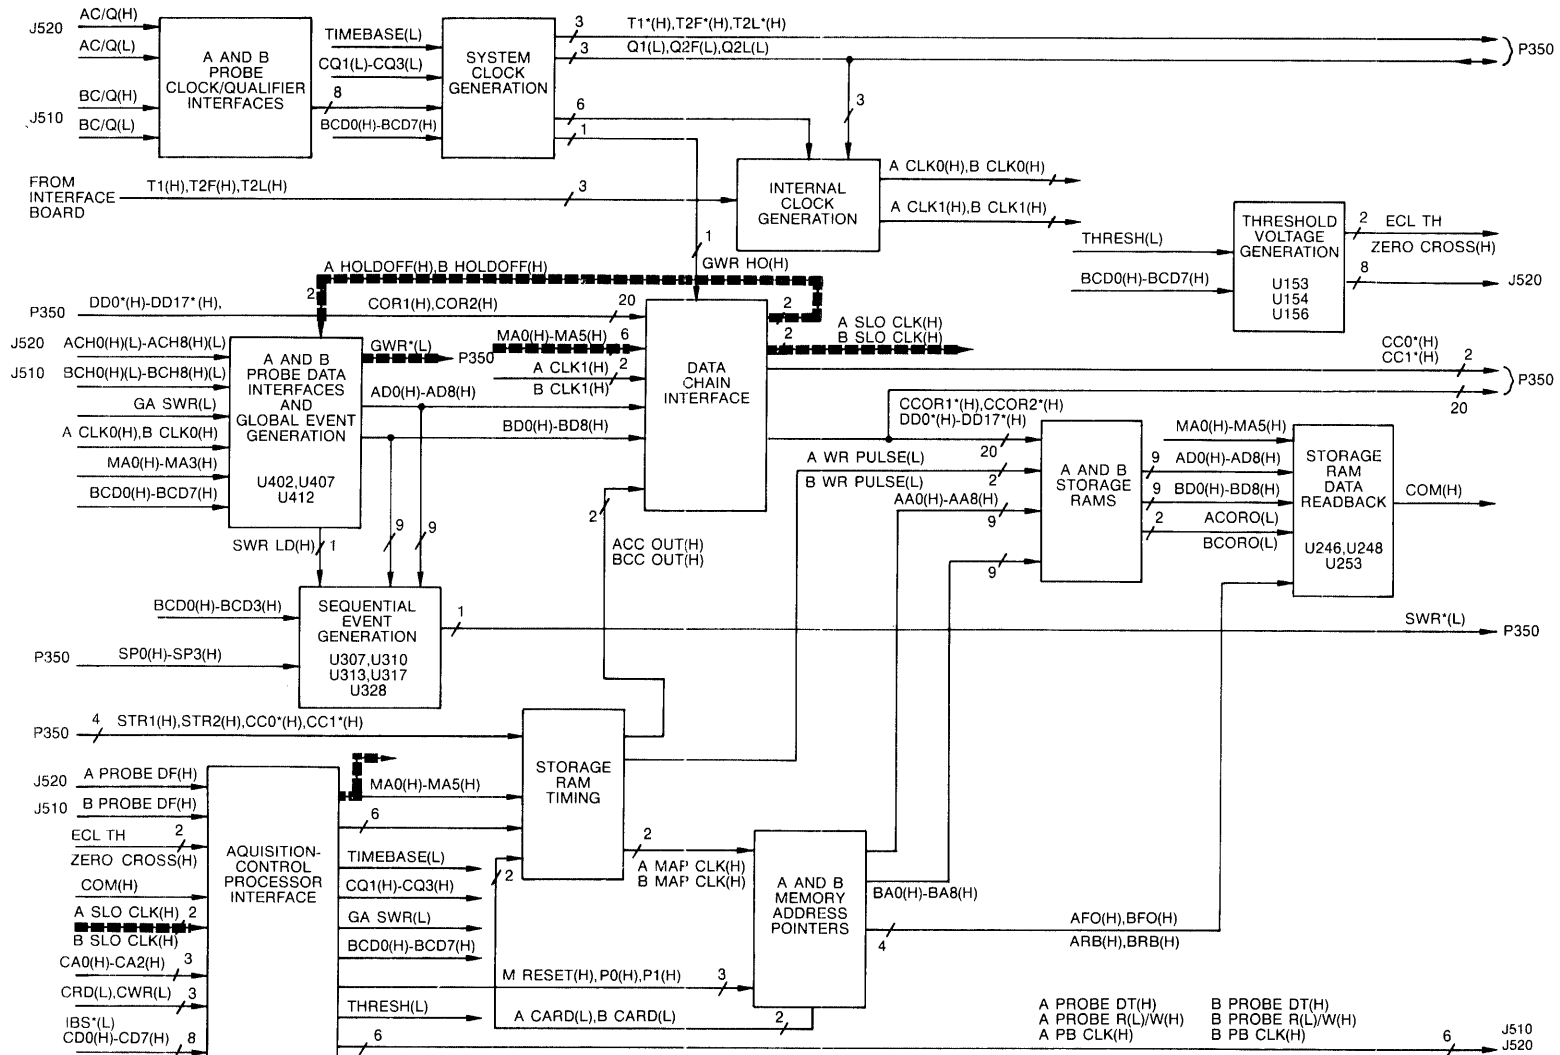 J520
AC/Q(H)
AC/Q(L)
J510
BC/Q(H)
BC/Q(L)
A AND B
PROBE
CLOCK/QUALIFIER
INTERFACES
8
TIMEBASE(L)
CQ1(L)-CQ3(L)
BCD0(H)-BCD7(H)
SYSTEM
CLOCK
GENERATION
3
T1*(H),T2F*(H),T2L*(H)
3
Q1(L),Q2F(L),Q2L(L)
P350
6
1
3
FROM
INTERFACE
BOARD
T1(H),T2F(H),T2L(H)
3
INTERNAL
CLOCK
GENERATION
A CLK0(H),B CLK0(H)
A CLK1(H),B CLK1(H)
THRESH(L)
BCD0(H)-BCD7(H)
THRESHOLD
VOLTAGE
GENERATION
U153
U154
U156
2
ECL TH
ZERO CROSS(H)
8
J520
1
GWR HO(H)
A HOLDOFF(H),B HOLDOFF(H)
2
P350
DD0*(H)-DD17*(H),
COR1(H),COR2(H)
20
J520
ACH0(H)(L)-ACH8(H)(L)
J510
BCH0(H)(L)-BCH8(H)(L)
GA SWR(L)
A CLK0(H),B CLK0(H)
MA0(H)-MA3(H)
BCD0(H)-BCD7(H)
A AND B
PROBE DATA
INTERFACES
AND
GLOBAL EVENT
GENERATION
U402,U407
U412
GWR*(L)
P350
MA0(H)-MA5(H)
6
A CLK1(H)
2
B CLK1(H)
AD0(H)-AD8(H)
BD0(H)-BD8(H)
DATA
CHAIN
INTERFACE
2
2
A SLO CLK(H)
B SLO CLK(H)
CC0*(H)
CC1*(H)
2
P350
20
CCOR1*(H),CCOR2*(H)
DD0*(H)-DD17*(H)
20
A WR PULSE(L)
B WR PULSE(L)
2
AA0(H)-AA8(H)
9
9
A AND B
STORAGE
RAMS
MA0(H)-MA5(H)
9
AD0(H)-AD8(H)
9
BD0(H)-BD8(H)
2
ACORO(L)
BCORO(L)
STORAGE
RAM
DATA
READBACK
U246,U248
U253
COM(H)
SWR LD(H)
1
9
9
2
ACC OUT(H)
BCC OUT(H)
BCD0(H)-BCD3(H)
P350
SP0(H)-SP3(H)
SEQUENTIAL
EVENT
GENERATION
U307,U310
U313,U317
U328
1
SWR*(L)
P350
P350
4
STR1(H),STR2(H),CC0*(H),CC1*(H)
STORAGE
RAM
TIMING
J520
A PROBE DF(H)
J510
B PROBE DF(H)
ECL TH
2
ZERO CROSS(H)
COM(H)
A SLO CLK(H)
2
B SLO CLK(H)
CA0(H)-CA2(H)
3
CRD(L),CWR(L)
3
IBS*(L)
CD0(H)-CD7(H)
8
AQUISITION-
CONTROL
PROCESSOR
INTERFACE
MA0(H)-MA5(H)
6
TIMEBASE(L)
CQ1(H)-CQ3(H)
GA SWR(L)
BCD0(H)-BCD7(H)
M RESET(H),P0(H),P1(H)
3
THRESH(L)
6
2
2
A MAP CLK(H)
B MAP CLK(H)
A AND B
MEMORY
ADDRESS
POINTERS
BA0(H)-BA8(H)
4
AFO(H),BFO(H)
ARB(H),BRB(H)
A CARD(L),B CARD(L)
2
A PROBE DT(H) B PROBE DT(H)
A PROBE R(L)/W(H) B PROBE R(L)/W(H)
A PB CLK(H) B PB CLK(H)
6
J510
J520